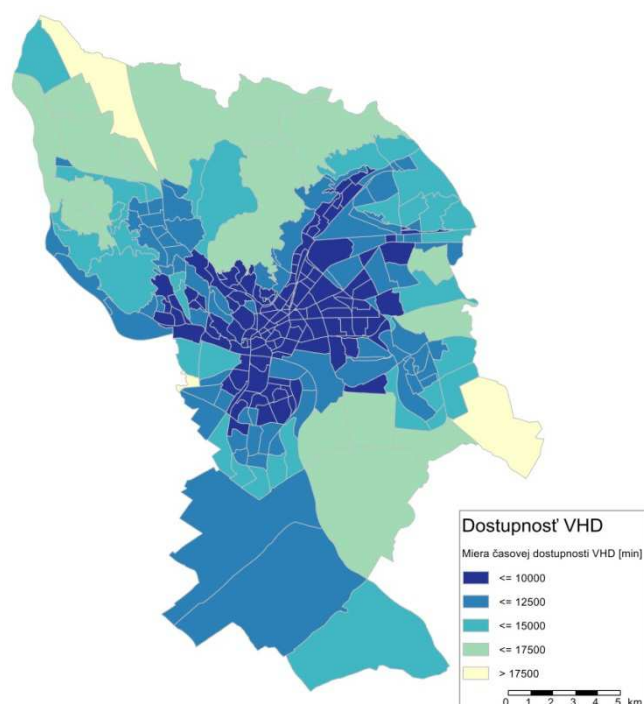 Dostupnosť VHD
Miera časovej dostupnosti VHD [min]
<= 10000
<= 12500
<= 15000
<= 17500
> 17500
0 1 2 3 4 5 km